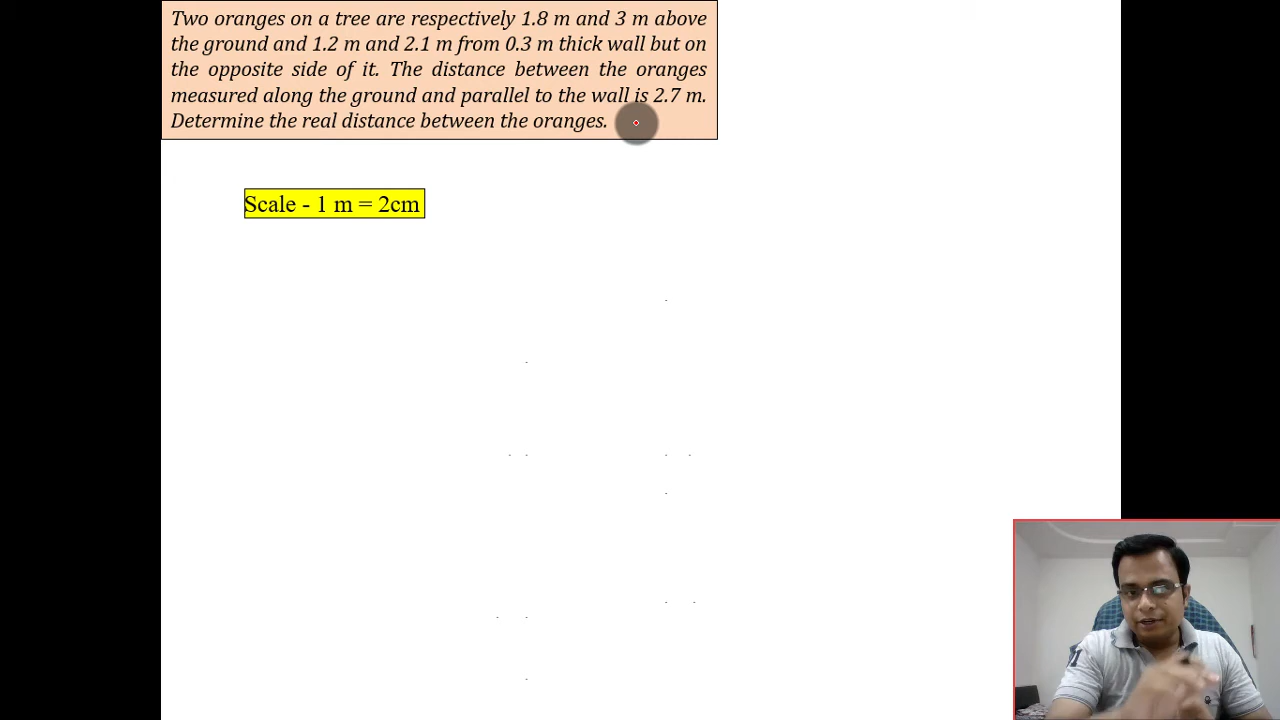 Two oranges on a tree are respectively 1.8 m and 3 m above
the ground and 1.2 m and 2.1 m from 0.3 m thick wall but on
the opposite side of it. The distance between the oranges
measured along the ground and parallel to the wall is 2.7 m.
Determine the real distance between the oranges.
Scale - 1 m = 2cm